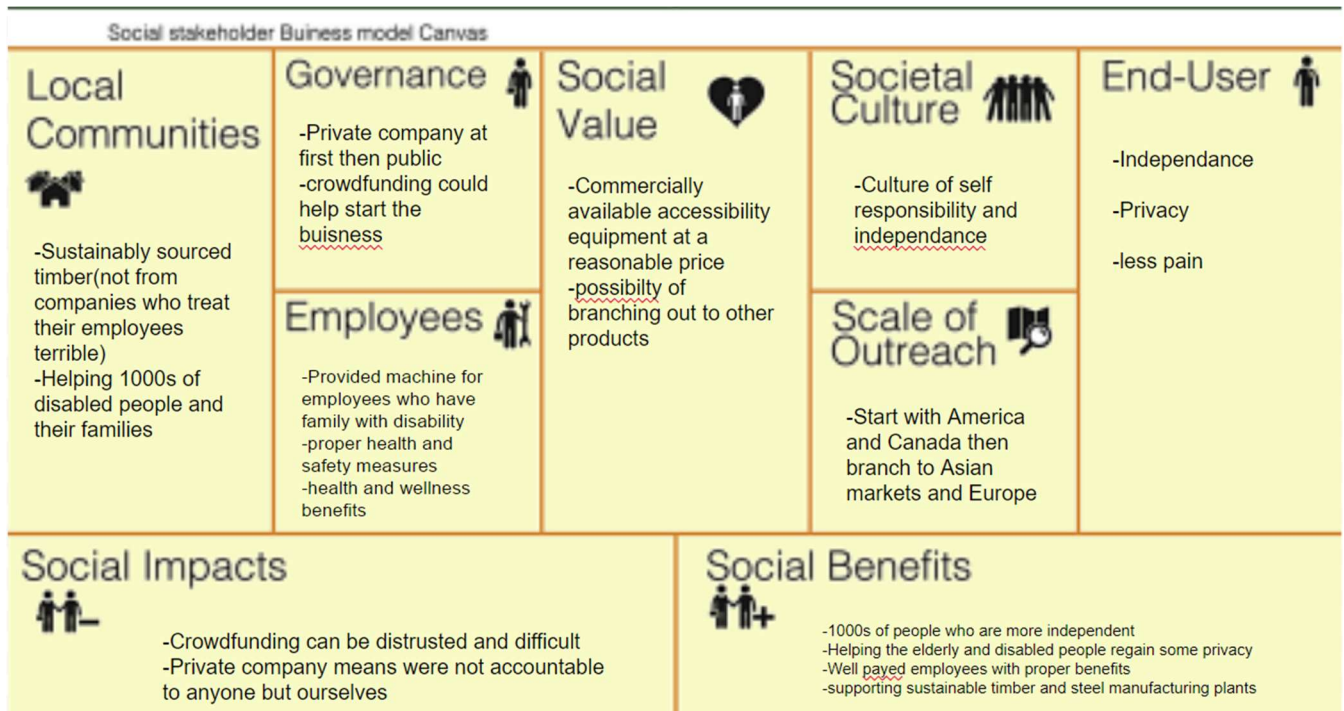 Social stakeholder Buiness model Canvas
Local
Communities
-Sustainably sourced
timber(not from
companies who treat
their employees
terrible)
-Helping 1000s of
disabled people and
their families
Governance
-Private company at
first then public
-crowdfunding could
help start the
buisness
Employees
-Provided machine for
employees who have
family with disability
-proper health and
safety measures
-health and wellness
benefits
Social
Value
-Commercially
available accessibility
equipment at a
reasonable price
-possibilty of
branching out to other
products
Societal
Culture
-Culture of self
responsibility and
independance
Scale of
Outreach
-Start with America
and Canada then
branch to Asian
markets and Europe
End-User
-Independance
-Privacy
-less pain
Social Impacts
-Crowdfunding can be distrusted and difficult
-Private company means were not accountable
to anyone but ourselves
Social Benefits
-1000s of people who are more independent
-Helping the elderly and disabled people regain some privacy
-Well payed employees with proper benefits
-supporting sustainable timber and steel manufacturing plants